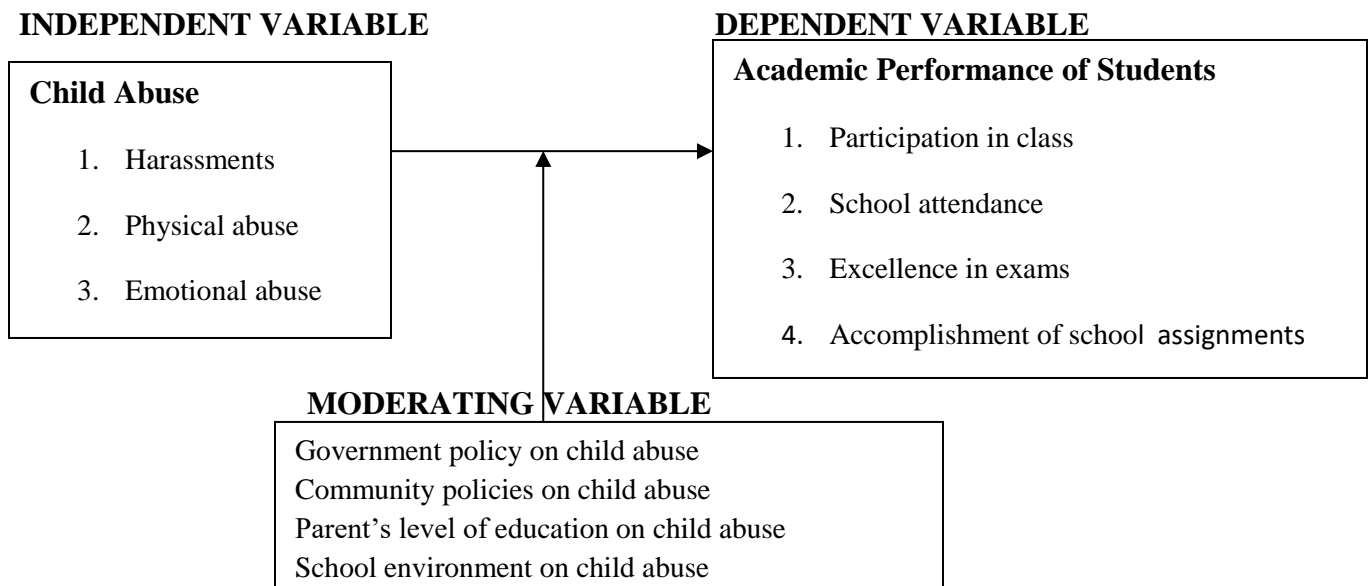 INDEPENDENT VARIABLE
Child Abuse
1. Harassments
2. Physical abuse
3. Emotional abuse
DEPENDENT VARIABLE
Academic Performance of Students
1. Participation in class
2. School attendance
3. Excellence in exams
4. Accomplishment of school assignments
MODERATING VARIABLE
Government policy on child abuse
Community policies on child abuse
Parent’s level of education on child abuse
School environment on child abuse